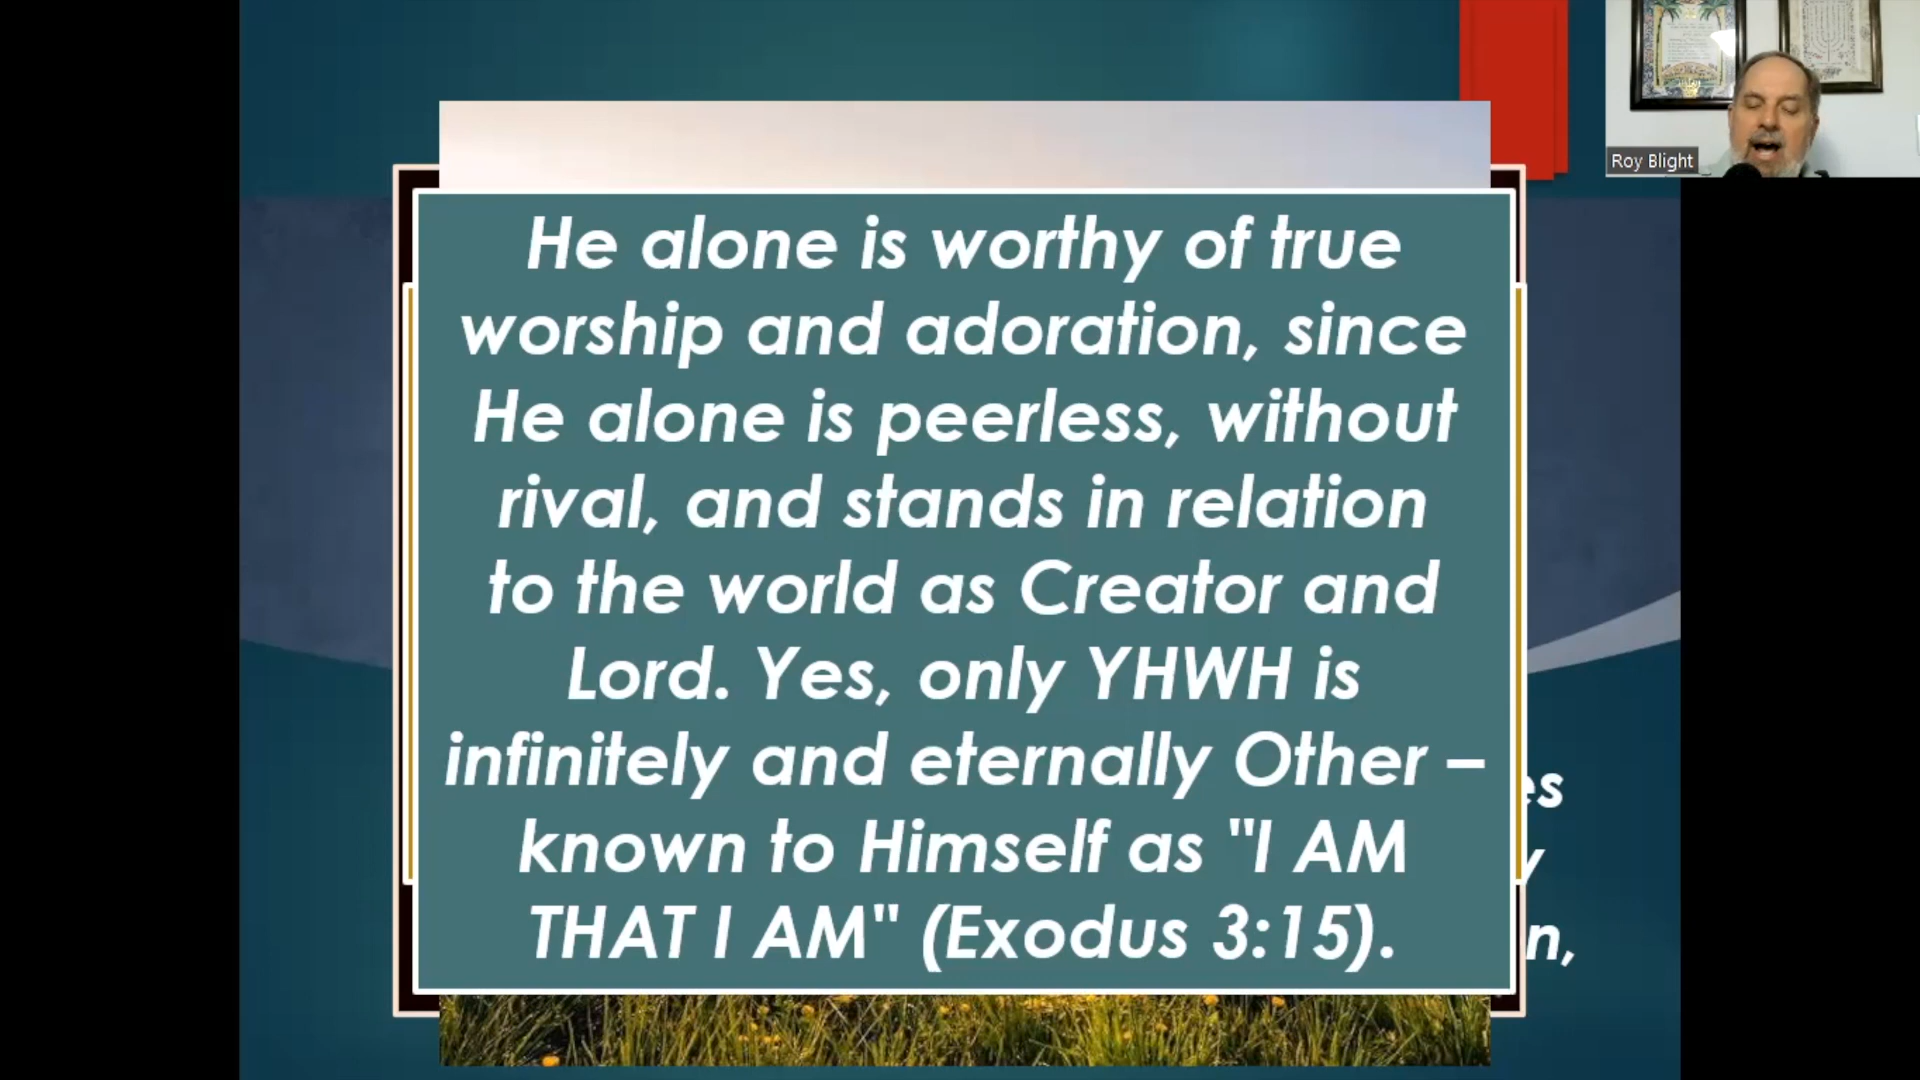 Roy Blight
He alone is worthy of true
worship and adoration, since
He alone is peerless, without
rival, and stands in relation
to the world as Creator and
Lord. Yes, only YHWH is
infinitely and eternally Other –
known to Himself as "I AM
THAT I AM" (Exodus 3:15).